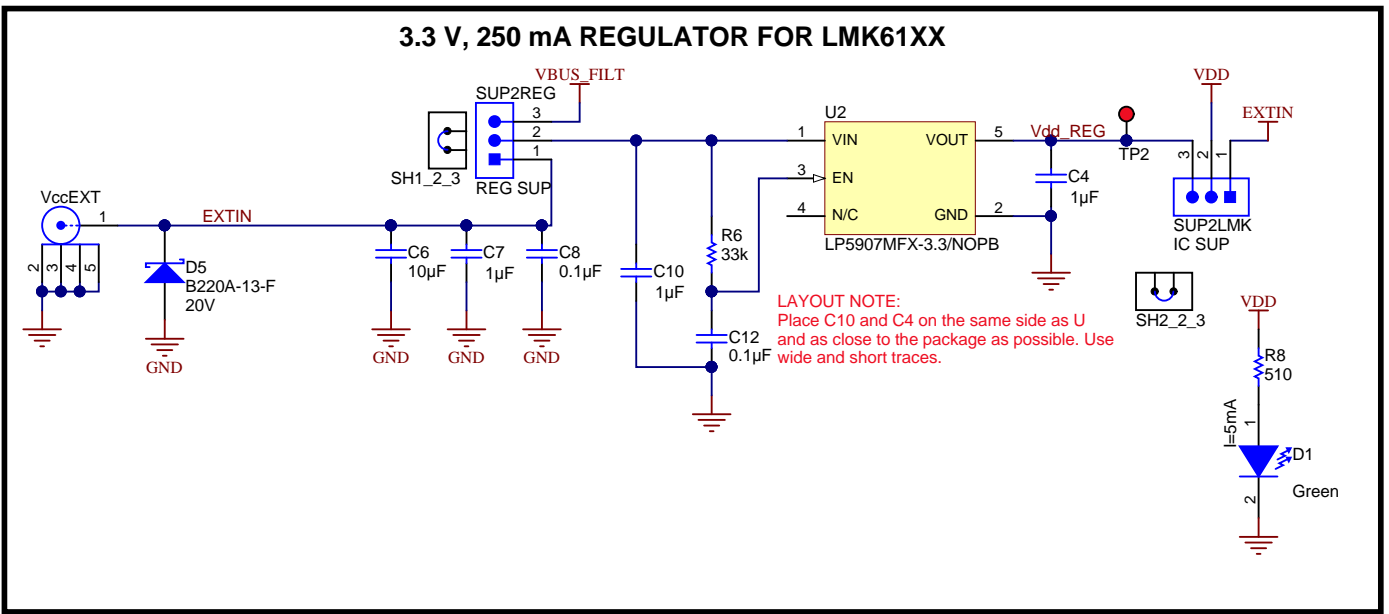 3.3 V, 250 mA REGULATOR FOR LMK61XX
VBUS_FILT
SUP2REG
3
2
1
REG SUP
SH1_2_3
VccEXT
1
EXTIN
2
3
4
5
D5
B220A-13-F
20V
GND
C6
10µF
GND
C7
1µF
GND
C8
0.1µF
GND
C10
1µF
R6
33k
C12
0.1µF
U2
1
VIN
VOUT
5
3
EN
4
N/C
GND
2
LP5907MFX-3.3/NOPB
Vdd_REG
TP2
C4
1µF
VDD
EXTIN
3
2
1
SUP2LMK
IC SUP
SH2_2_3
LAYOUT NOTE:
Place C10 and C4 on the same side as U
and as close to the package as possible. Use
wide and short traces.
VDD
R8
510
I=5mA
1
D1
Green
2